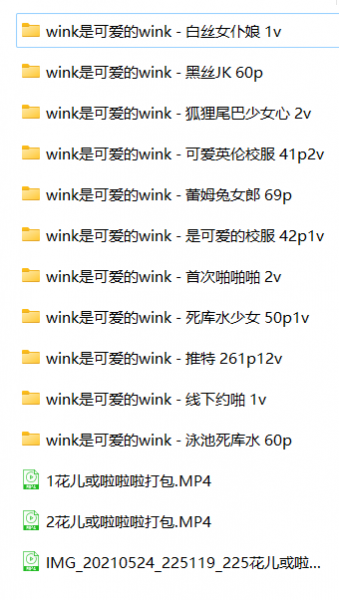 wink是可爱的wink - 白丝女仆娘 1v
wink是可爱的wink - 黑丝JK 60p
wink是可爱的wink - 狐狸尾巴少女心 2v
wink是可爱的wink - 可爱英伦校服 41p2v
wink是可爱的wink - 蕾姆兔女郎 69p
wink是可爱的wink - 是可爱的校服 42p1v
wink是可爱的wink - 首次啪啪啪 2v
wink是可爱的wink - 死库水少女 50p1v
wink是可爱的wink - 推特 261p12v
wink是可爱的wink - 线下约啪 1v
wink是可爱的wink - 泳池死库水 60p
1花儿或啦啦啦打包.MP4
2花儿或啦啦啦打包.MP4
IMG_20210524_225119_225花儿或啦...